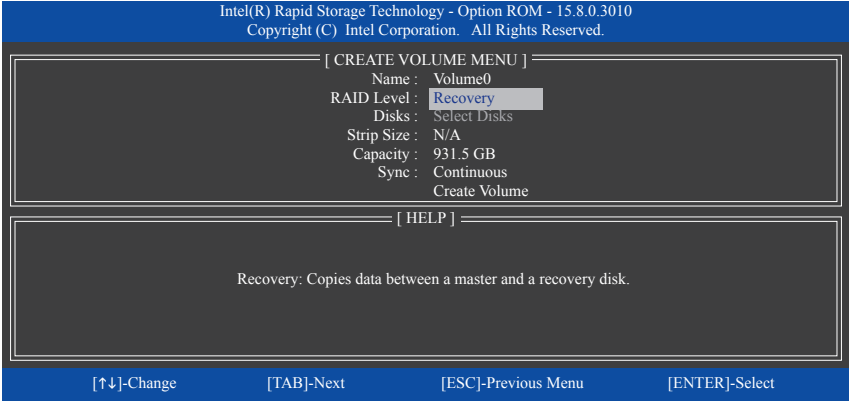 Intel(R) Rapid Storage Technology - Option ROM - 15.8.0.3010
Copyright (C) Intel Corporation. All Rights Reserved.
[ CREATE VOLUME MENU ]
Name : Volume0
RAID Level : Recovery
Disks : Select Disks
Strip Size : N/A
Capacity : 931.5 GB
Sync : Continuous
Create Volume
[ HELP ]
Recovery: Copies data between a master and a recovery disk.
[↑↓]-Change [TAB]-Next [ESC]-Previous Menu [ENTER]-Select